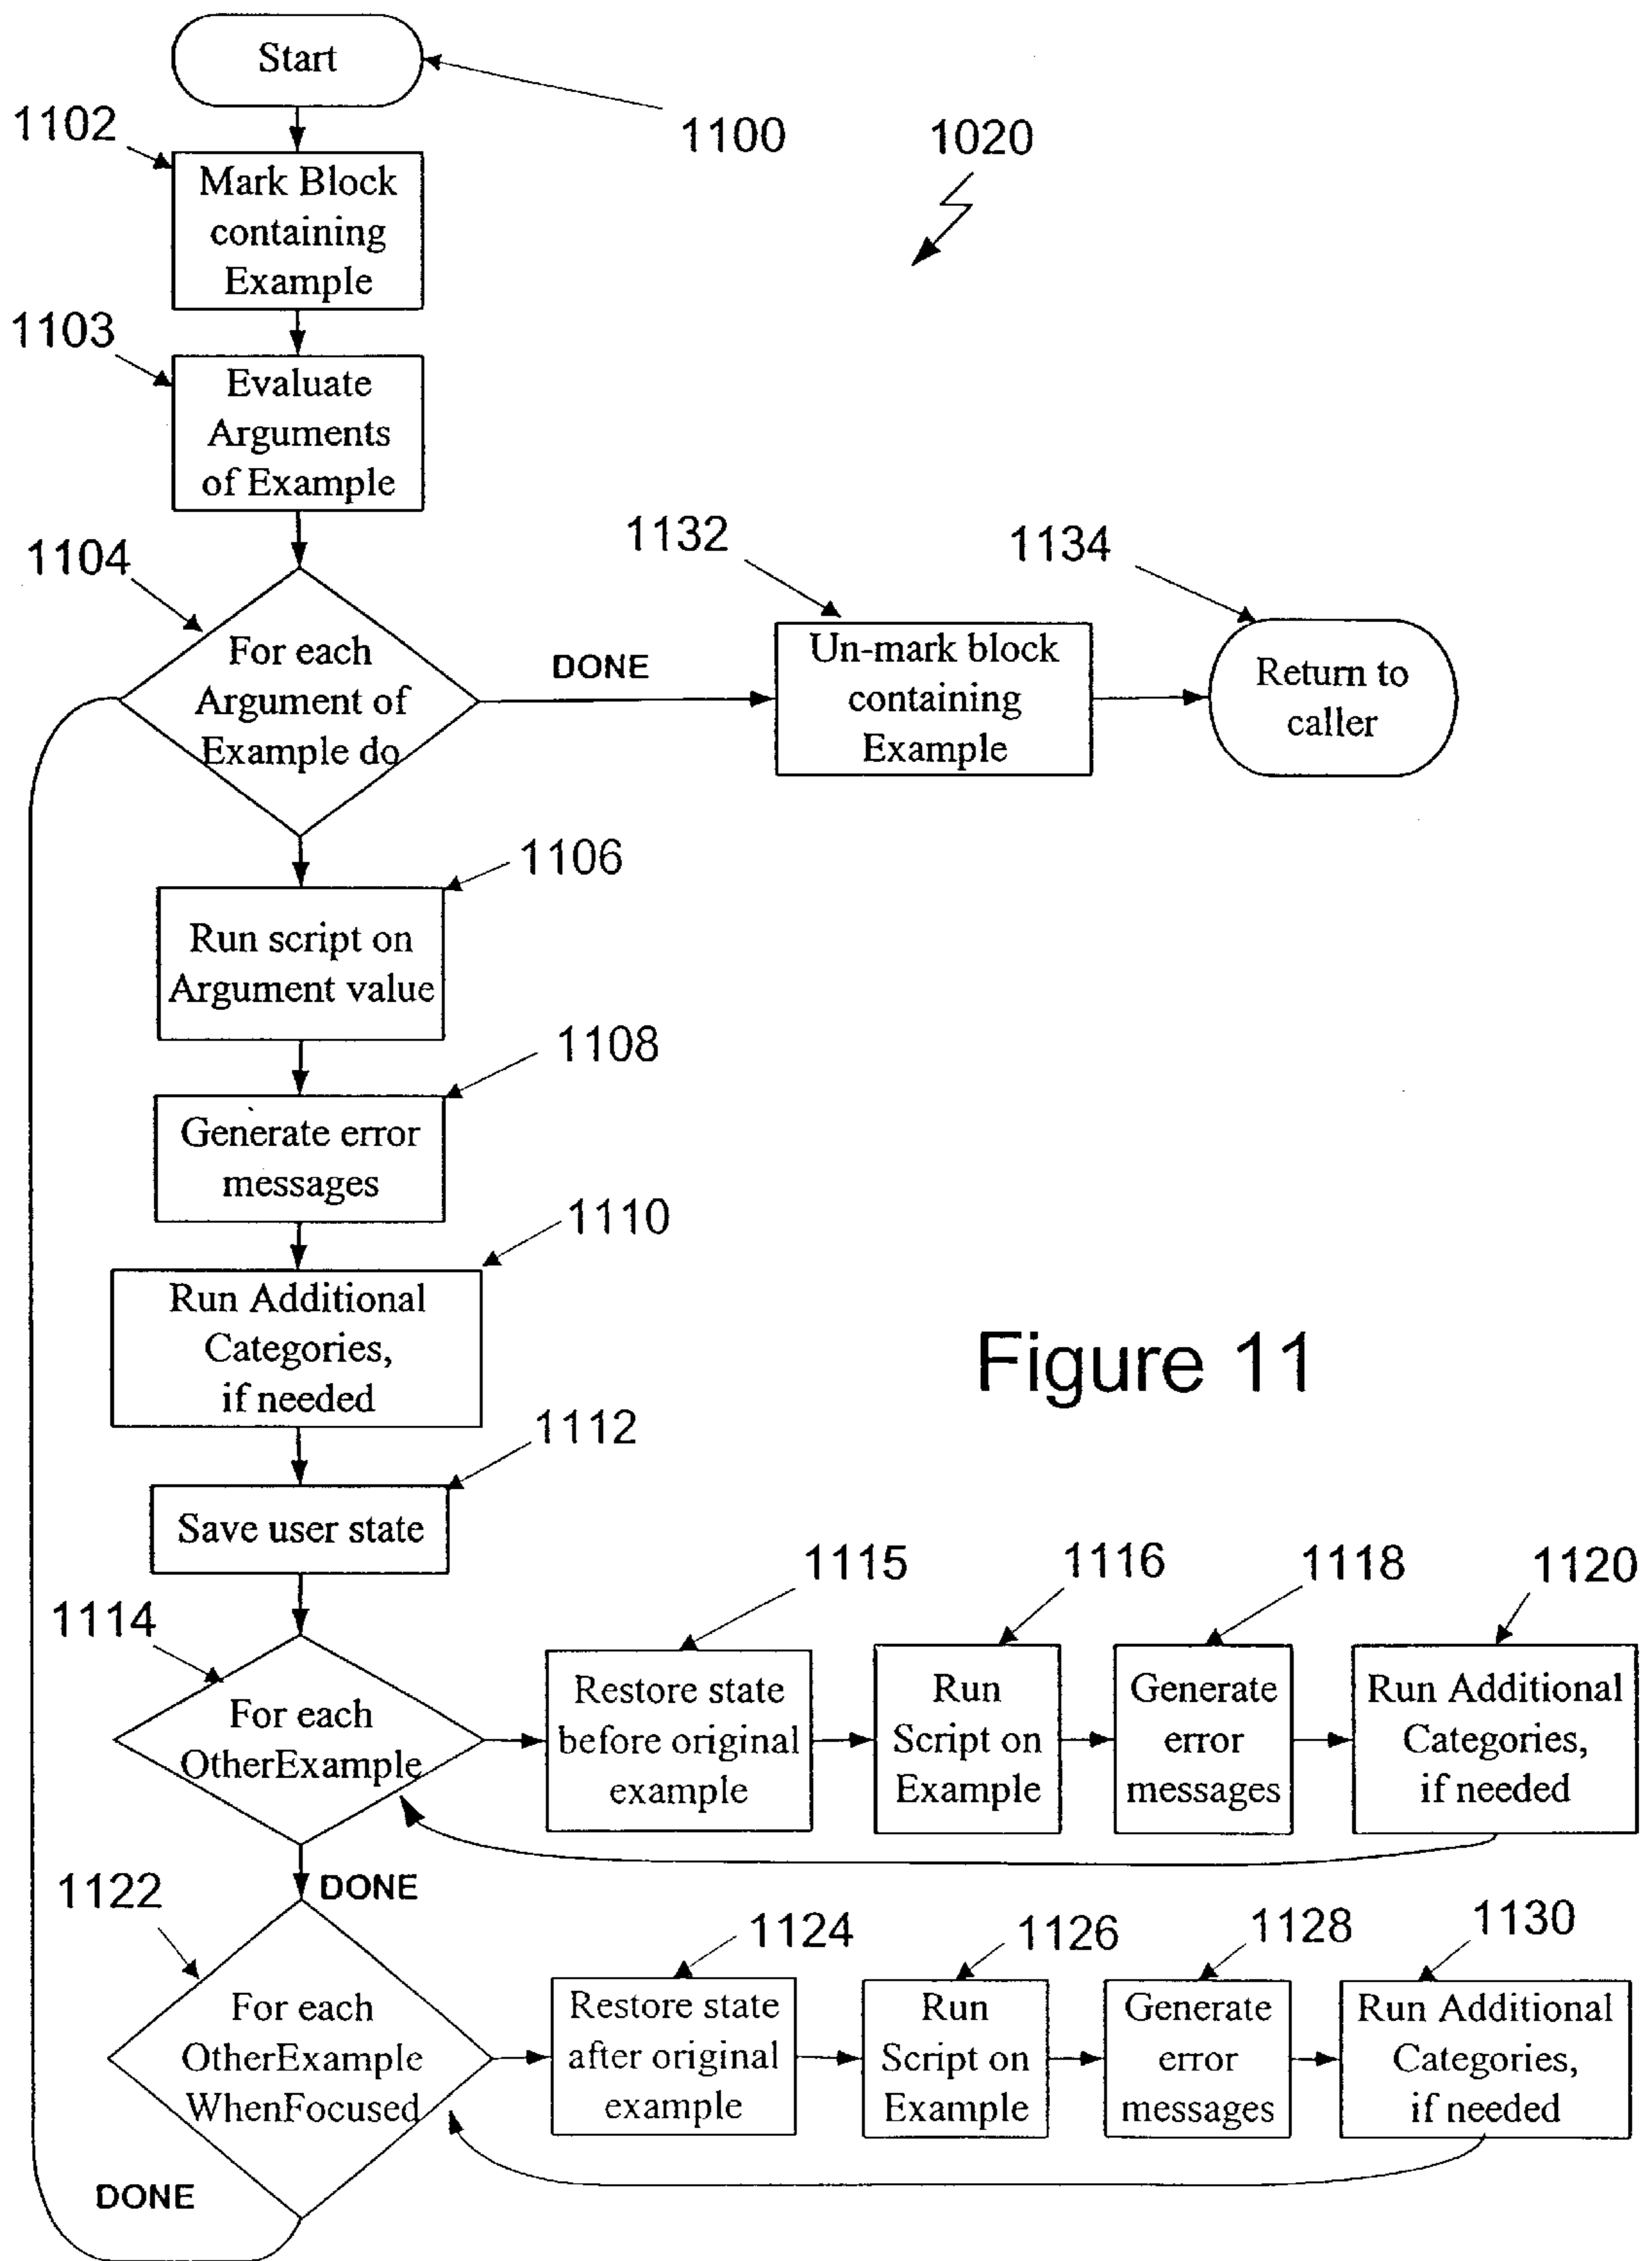 Start
1100
1020
1102
Mark Block
containing
Example
1103
Evaluate
Arguments
of Example
1104
For each
Argument of
Example do
DONE
1132
Un-mark block
containing
Example
1134
Return to
caller
1106
Run script on
Argument value
1108
Generate error
messages
1110
Run Additional
Categories,
if needed
Figure 11
1112
Save user state
1114
For each
OtherExample
1115
Restore state
before original
example
1116
Run
Script on
Example
1118
Generate
error
messages
1120
Run Additional
Categories,
if needed
DONE
1122
For each
OtherExample
WhenFocused
1124
Restore state
after original
example
1126
Run
Script on
Example
1128
Generate
error
messages
1130
Run Additional
Categories,
if needed
DONE